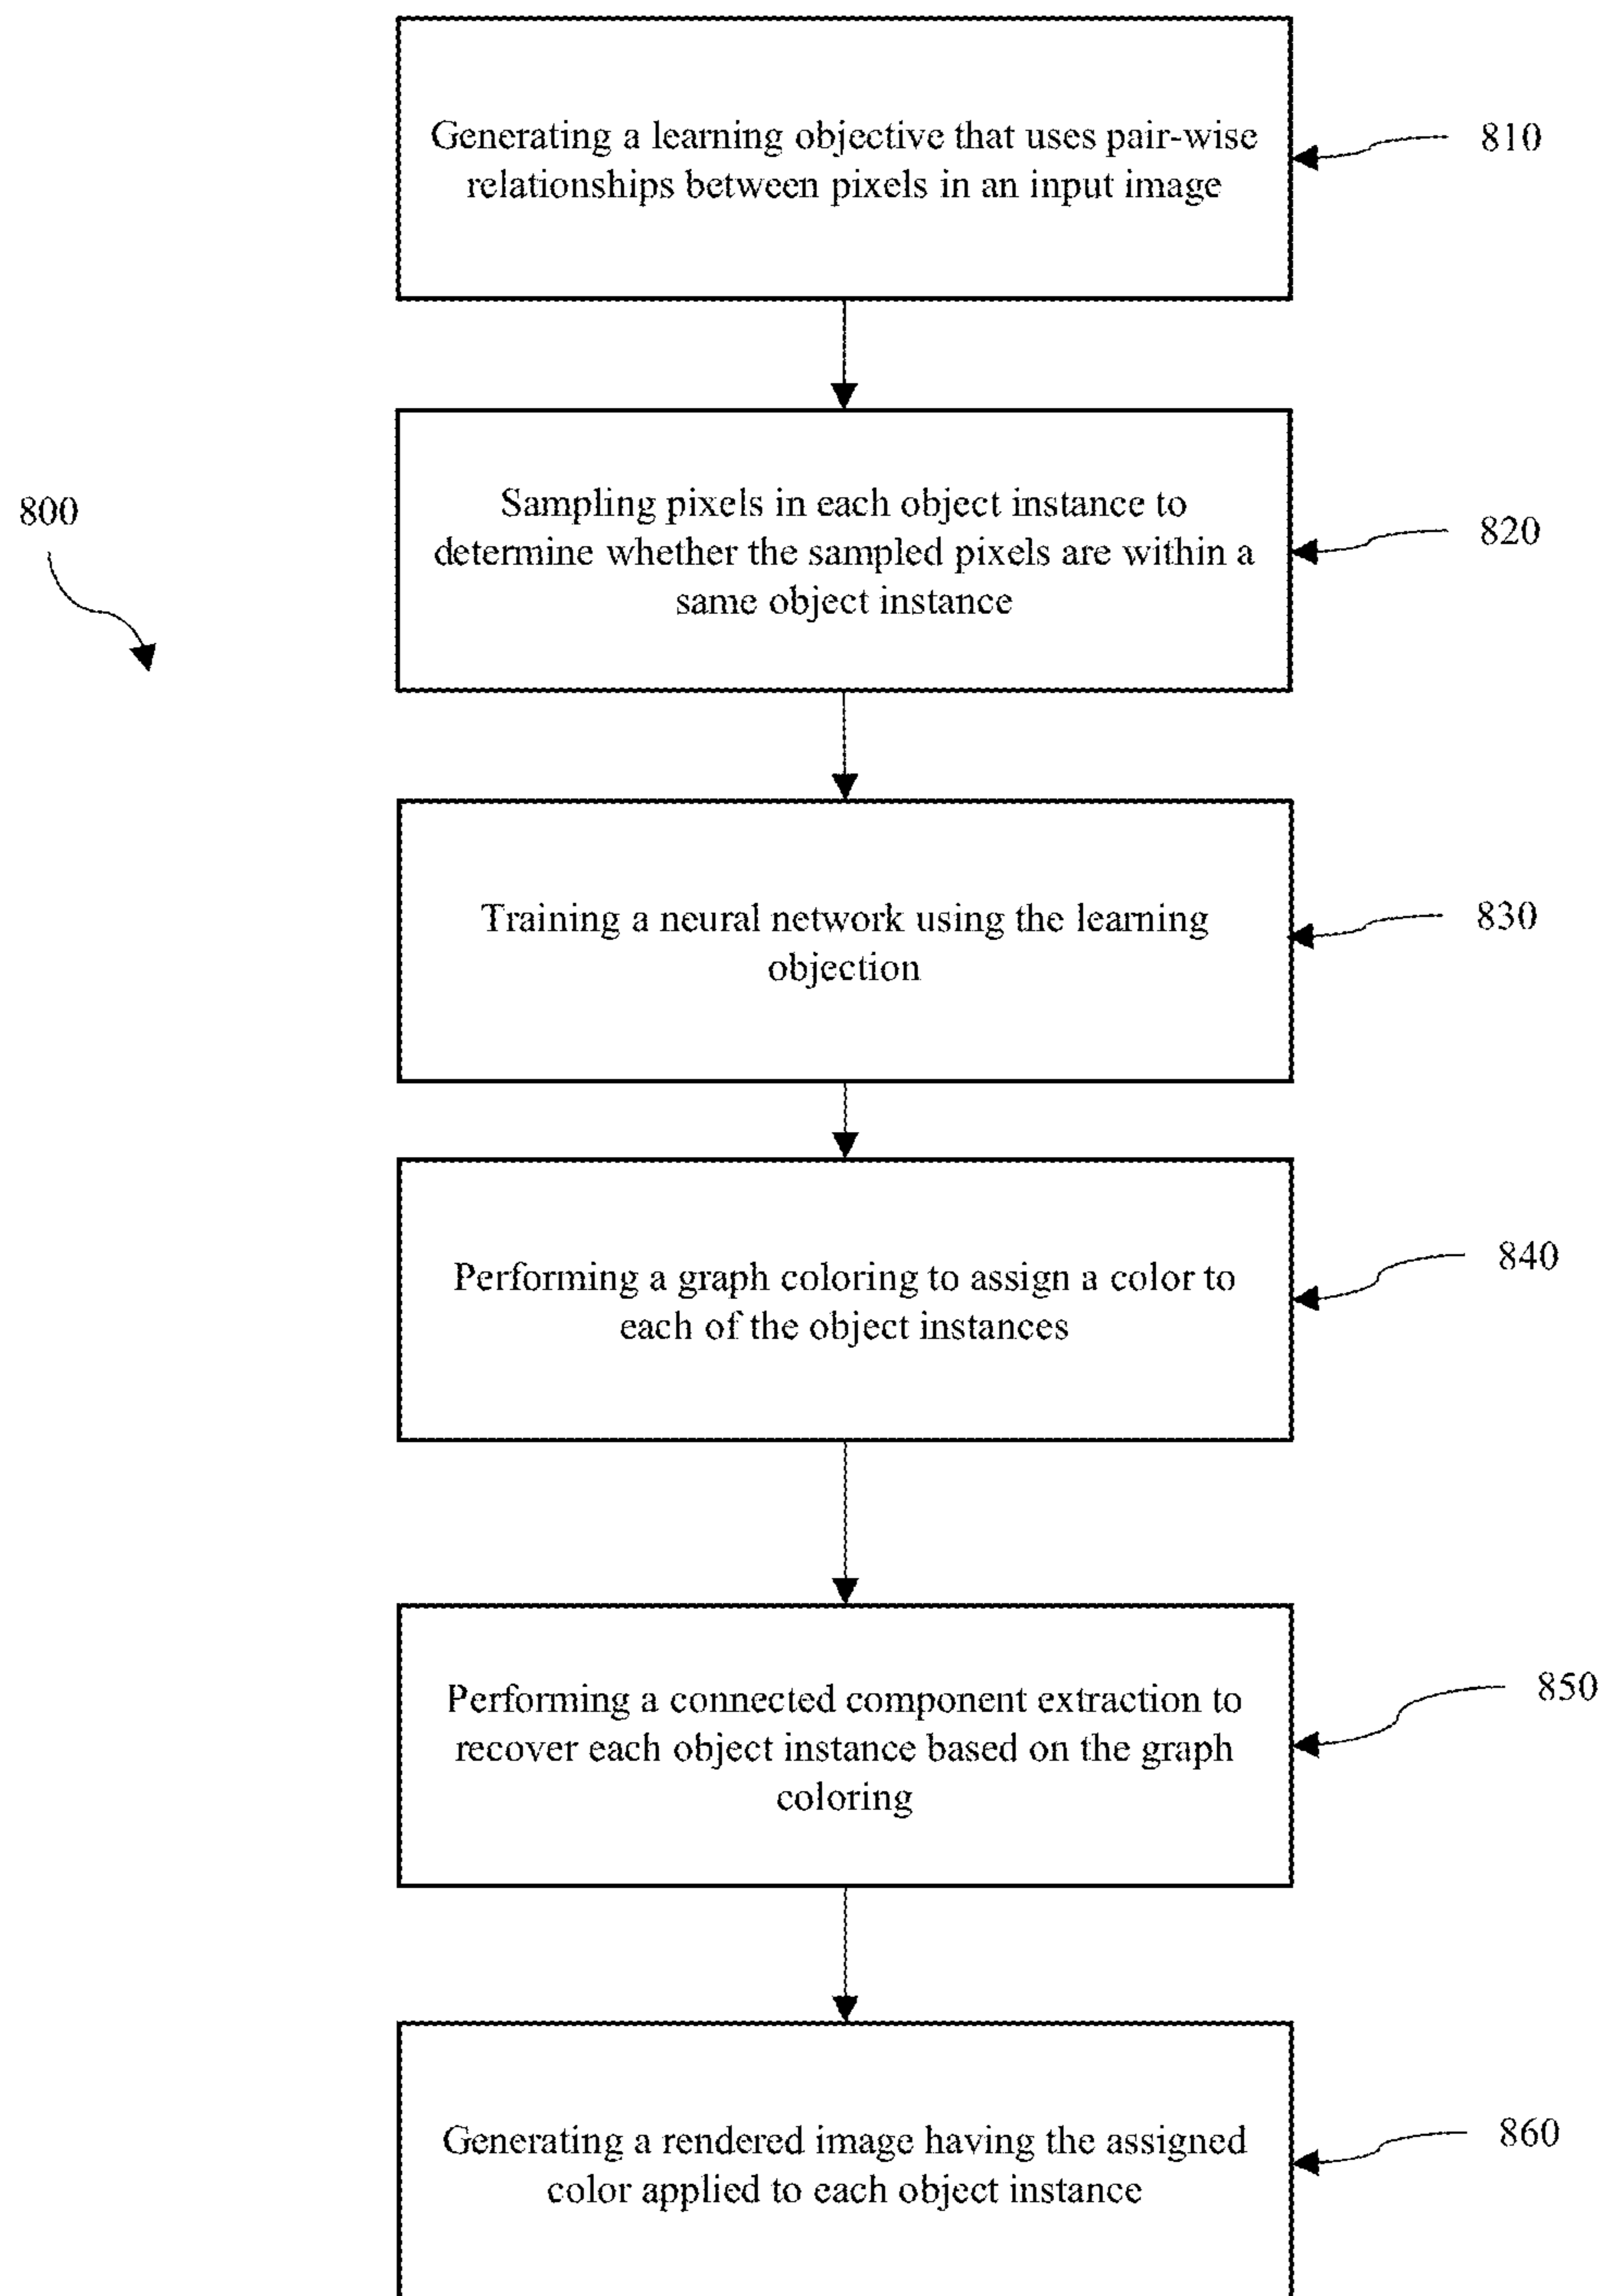 Generating a learning objective that uses pair-wise
relationships between pixels in an input image
810
800
Sampling pixels in each object instance to
determine whether the sampled pixels are within a
same object instance
820
Training a neural network using the learning
objection
830
Performing a graph coloring to assign a color to
each of the object instances
840
Performing a connected component extraction to
recover each object instance based on the graph
coloring
850
Generating a rendered image having the assigned
color applied to each object instance
860